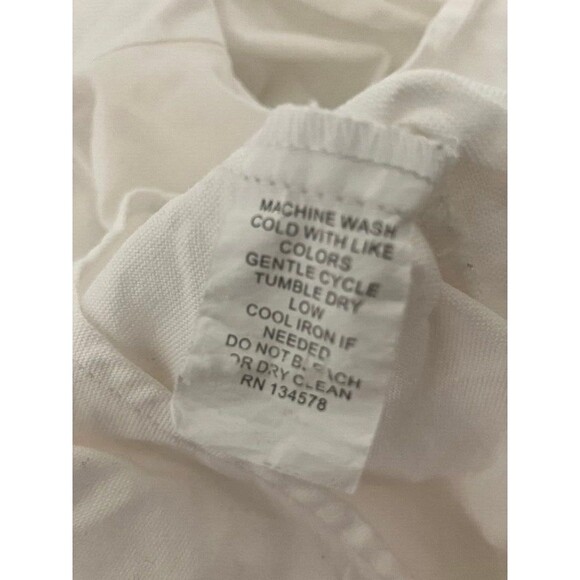 MACHINE WASH
COLD WITH LIKE
COLORS
GENTLE CYCLE
TUMBLE DRY
LOW
COOL IRON IF
NEEDED
DO NOT BLEACH
OR DRY CLEAN
RN 134578